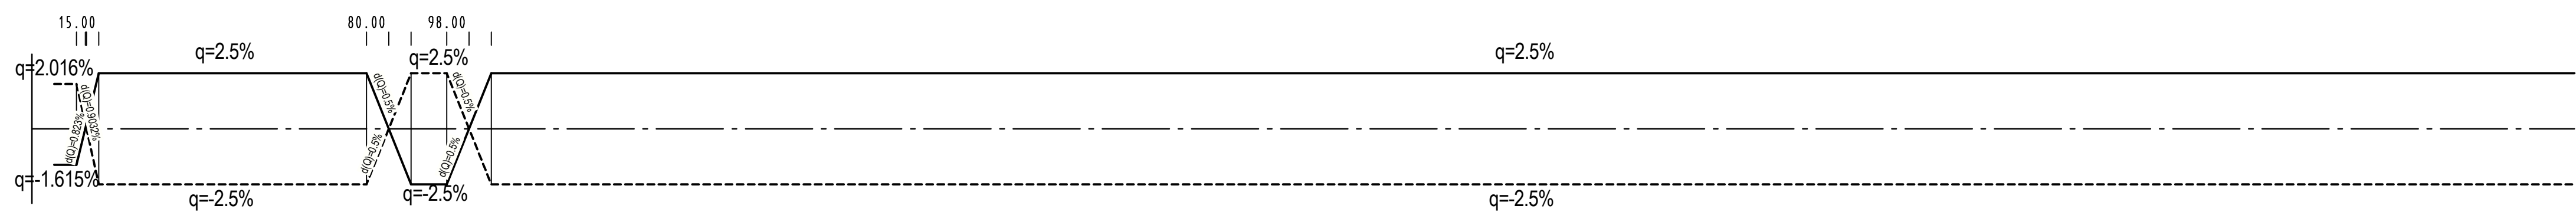 15.00 80.00 98.00
q=2.5% q=2.5% q=2.5%
q=2.016%
d(Q)=0.823% d(Q)=0.5% d(Q)=0.5% d(Q)=0.5% d(Q)=0.5%
q=-1.615%
q=-2.5% q=-2.5% q=-2.5%